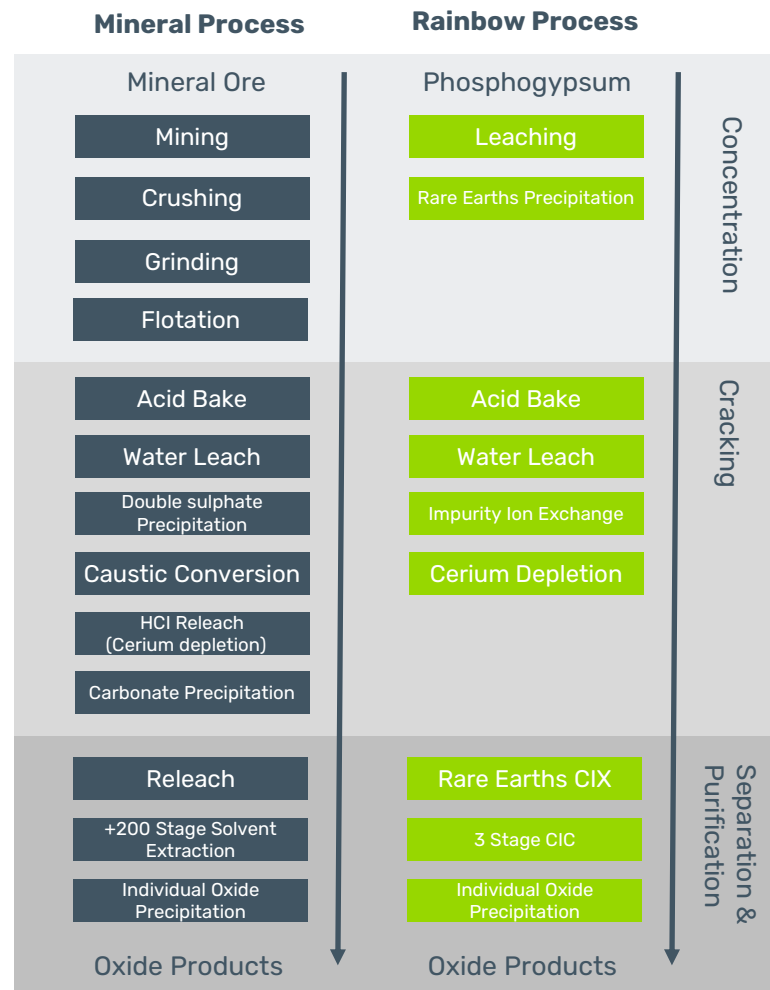 Mineral Process
Rainbow Process
Mineral Ore
Mining
Crushing
Grinding
Flotation
Phosphogypsum
Leaching
Rare Earths Precipitation
Concentration
Acid Bake
Water Leach
Double sulphate
Precipitation
Caustic Conversion
HCl Releach
(Cerium depletion)
Carbonate Precipitation
Acid Bake
Water Leach
Impurity Ion Exchange
Cerium Depletion
Cracking
Releach
+200 Stage Solvent
Extraction
Individual Oxide
Precipitation
Oxide Products
Rare Earths CIX
3 Stage CIC
Individual Oxide
Precipitation
Oxide Products
Separation &
Purification